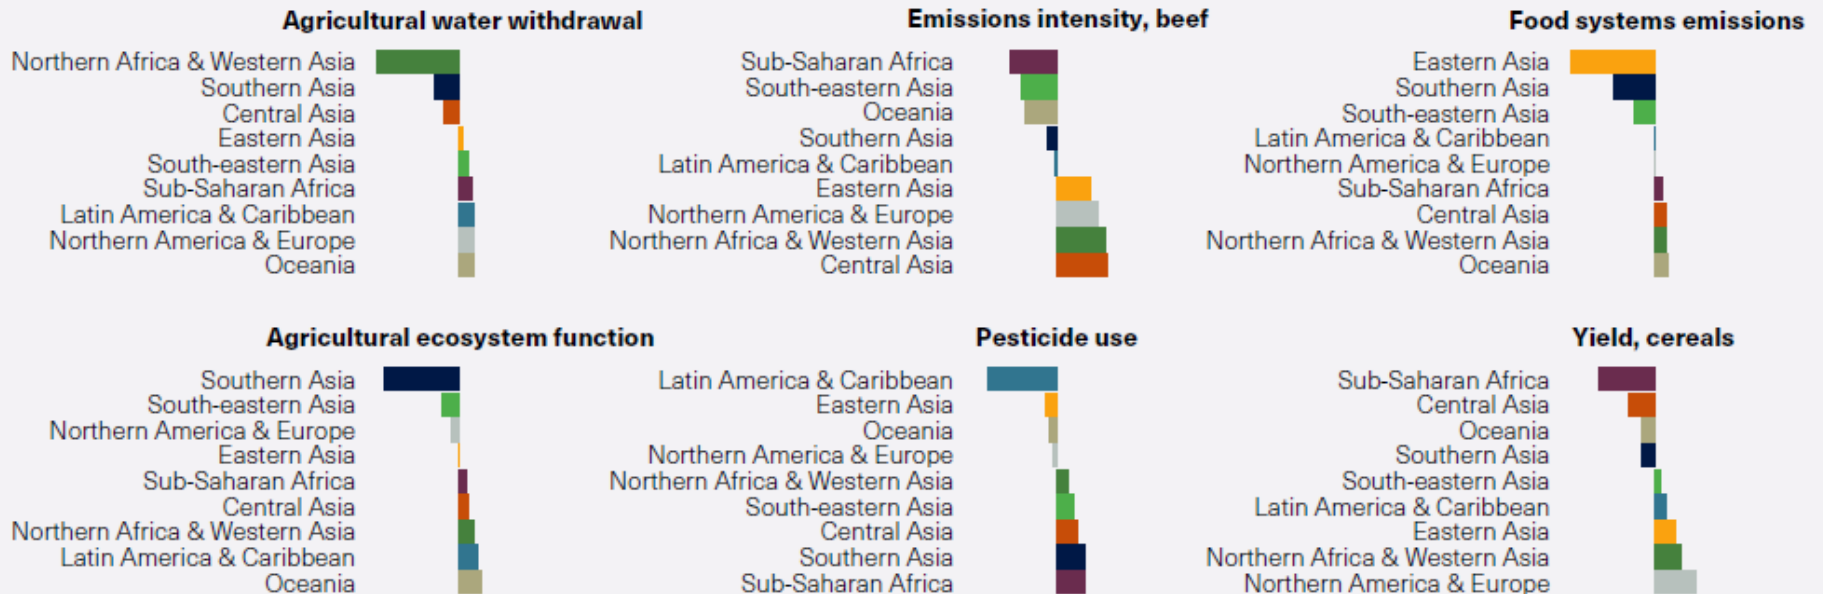 Agricultural water withdrawal
Northern Africa & Western Asia
Southern Asia
Central Asia
Eastern Asia
South-eastern Asia
Sub-Saharan Africa
Latin America & Caribbean
Northern America & Europe
Oceania
Emissions intensity, beef
Sub-Saharan Africa
South-eastern Asia
Oceania
Southern Asia
Latin America & Caribbean
Eastern Asia
Northern America & Europe
Northern Africa & Western Asia
Central Asia
Food systems emissions
Eastern Asia
Southern Asia
South-eastern Asia
Latin America & Caribbean
Northern America & Europe
Sub-Saharan Africa
Central Asia
Northern Africa & Western Asia
Oceania
Agricultural ecosystem function
Southern Asia
South-eastern Asia
Northern America & Europe
Eastern Asia
Sub-Saharan Africa
Central Asia
Northern Africa & Western Asia
Latin America & Caribbean
Oceania
Pesticide use
Latin America & Caribbean
Eastern Asia
Oceania
Northern America & Europe
Northern Africa & Western Asia
South-eastern Asia
Central Asia
Southern Asia
Sub-Saharan Africa
Yield, cereals
Sub-Saharan Africa
Central Asia
Oceania
Southern Asia
South-eastern Asia
Latin America & Caribbean
Eastern Asia
Northern Africa & Western Asia
Northern America & Europe